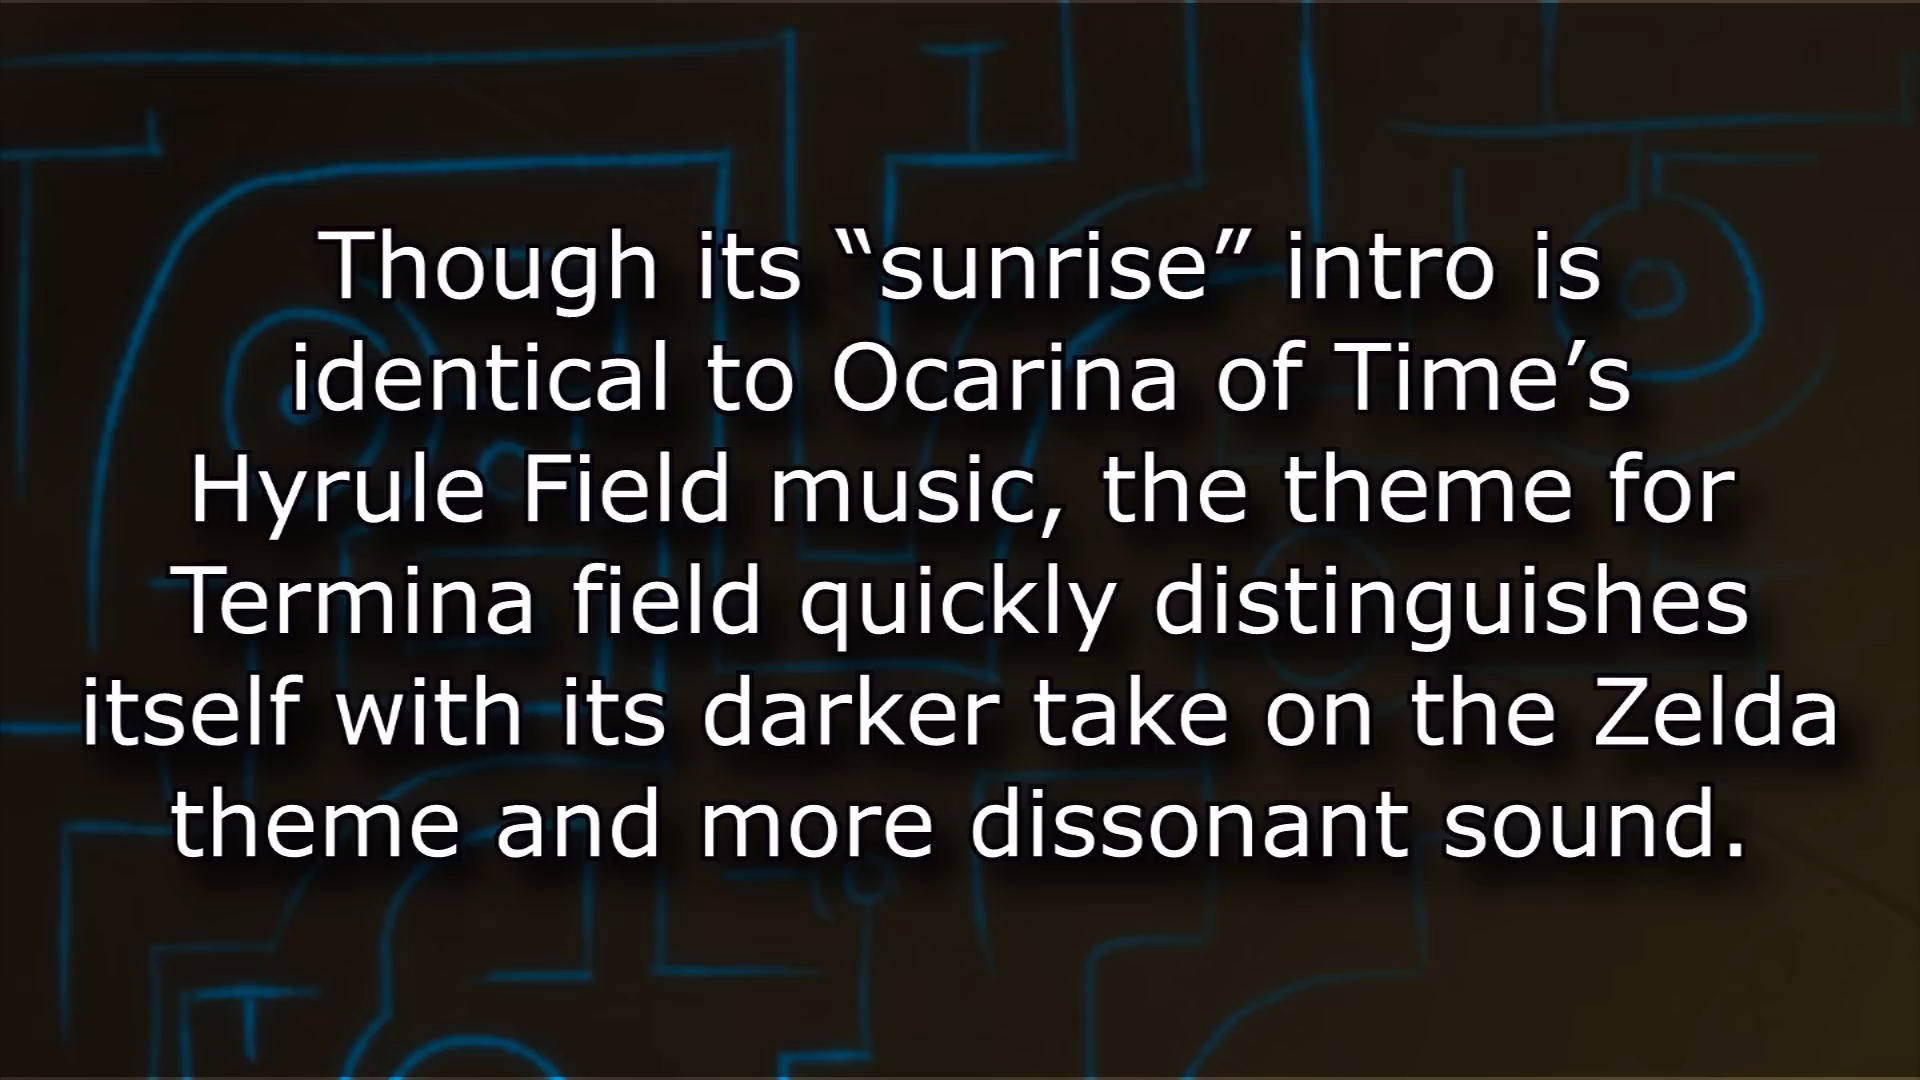 Though its “sunrise” intro is
identical to Ocarina of Time’s
Hyrule Field music, the theme for
Termina field quickly distinguishes
itself with its darker take on the Zelda
theme and more dissonant sound.